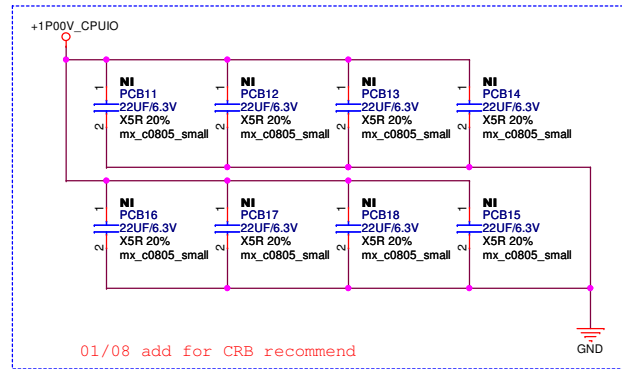 +1P00V_CPUIO
NI
PCB11
22UF/6.3V
X5R 20%
mx_c0805_small
1
2
NI
PCB12
22UF/6.3V
X5R 20%
mx_c0805_small
1
2
NI
PCB13
22UF/6.3V
X5R 20%
mx_c0805_small
1
2
NI
PCB14
22UF/6.3V
X5R 20%
mx_c0805_small
1
2
NI
PCB16
22UF/6.3V
X5R 20%
mx_c0805_small
1
2
NI
PCB17
22UF/6.3V
X5R 20%
mx_c0805_small
1
2
NI
PCB18
22UF/6.3V
X5R 20%
mx_c0805_small
1
2
NI
PCB15
22UF/6.3V
X5R 20%
mx_c0805_small
1
2
GND
01/08 add for CRB recommend